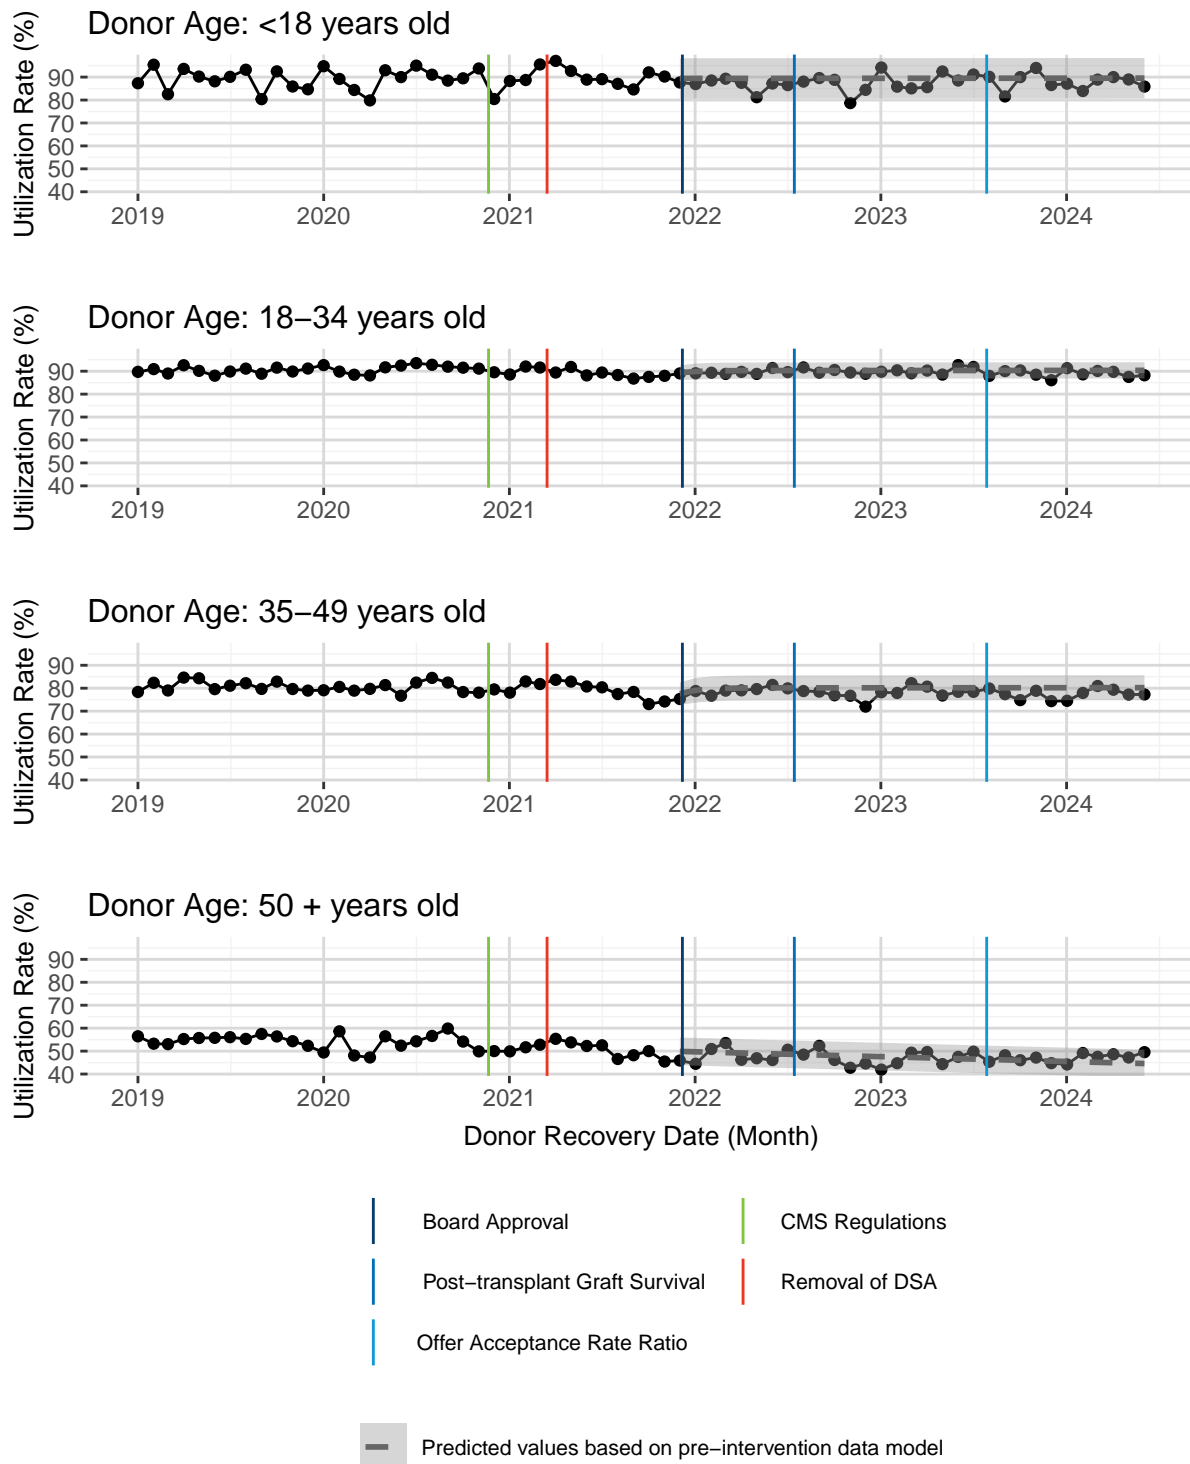 Donor Age: <18 years old
Utilization Rate (%)
90
80
70
60
50
40
2019 2020 2021 2022 2023 2024
Donor Age: 18–34 years old
Utilization Rate (%)
90
80
70
60
50
40
2019 2020 2021 2022 2023 2024
Donor Age: 35–49 years old
Utilization Rate (%)
90
80
70
60
50
40
2019 2020 2021 2022 2023 2024
Donor Age: 50 + years old
Utilization Rate (%)
90
80
70
60
50
40
2019 2020 2021 2022 2023 2024
Donor Recovery Date (Month)
Board Approval CMS Regulations
Post–transplant Graft Survival Removal of DSA
Offer Acceptance Rate Ratio
Predicted values based on pre–intervention data model